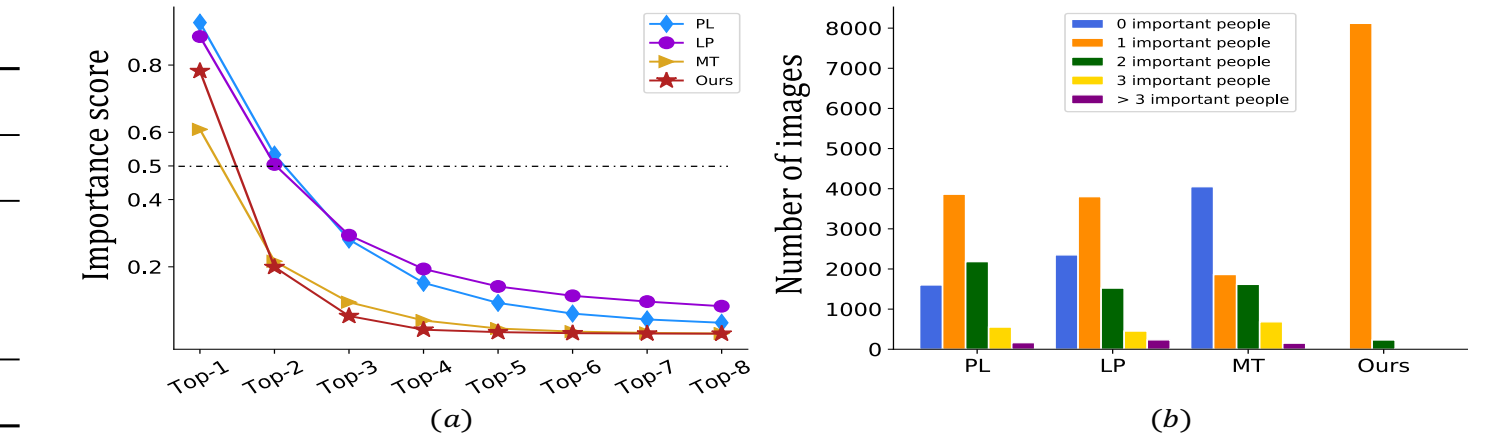 Importance score
0.8
0.6
0.5
0.4
0.2
PL
LP
MT
Ours
Top-1
Top-2
Top-3
Top-4
Top-5
Top-6
Top-7
Top-8
(a)
Number of images
8000
7000
6000
5000
4000
3000
2000
1000
0
0 important people
1 important people
2 important people
3 important people
> 3 important people
PL
LP
MT
Ours
(b)